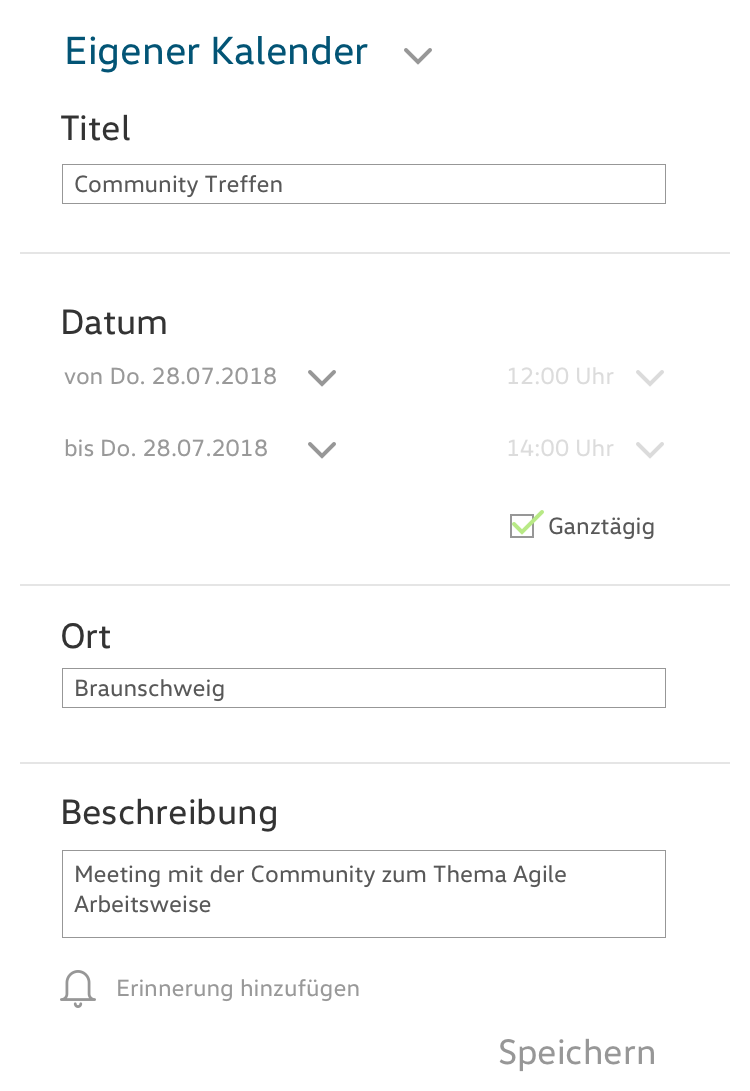 Eigener Kalender
Titel
Community Treffen
Datum
von Do. 28.07.2018
12:00 Uhr
bis Do. 28.07.2018
14:00 Uhr
Ganztägig
Ort
Braunschweig
Beschreibung
Meeting mit der Community zum Thema Agile
Arbeitsweise
Erinnerung hinzufügen
Speichern